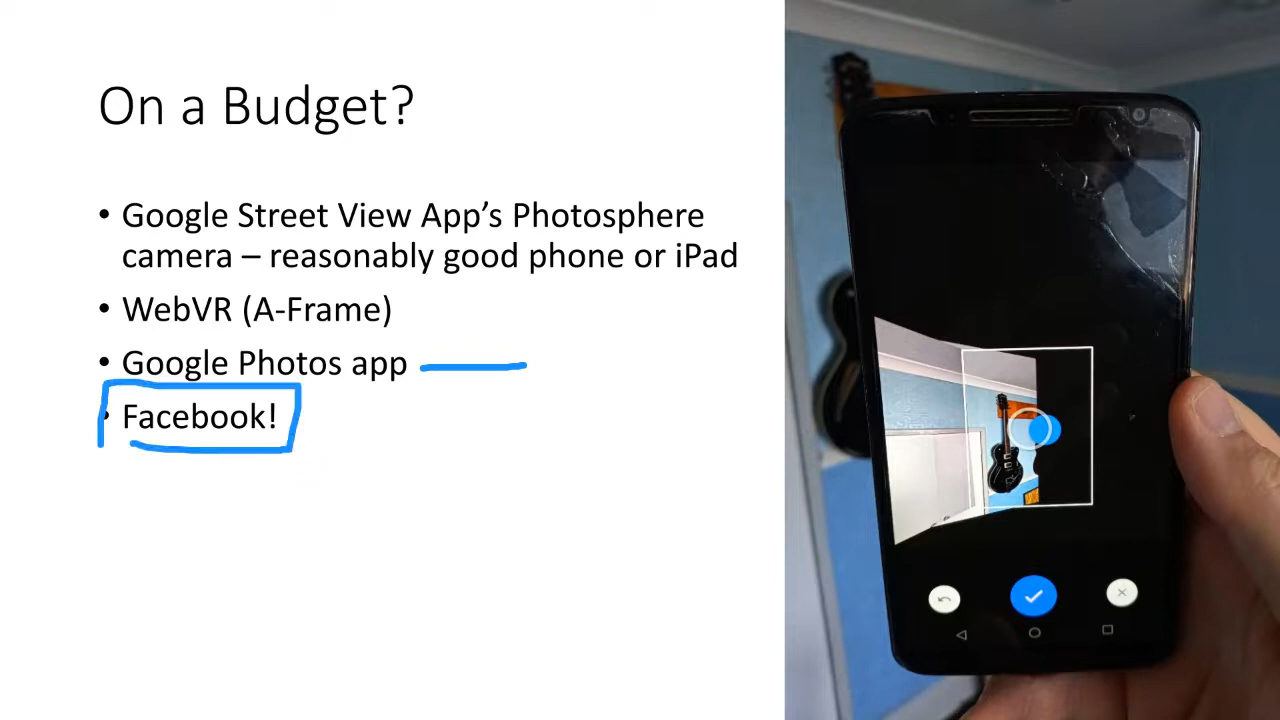 On a Budget?
• Google Street View App’s Photosphere
camera – reasonably good phone or iPad
• WebVR (A-Frame)
• Google Photos app
• Facebook!